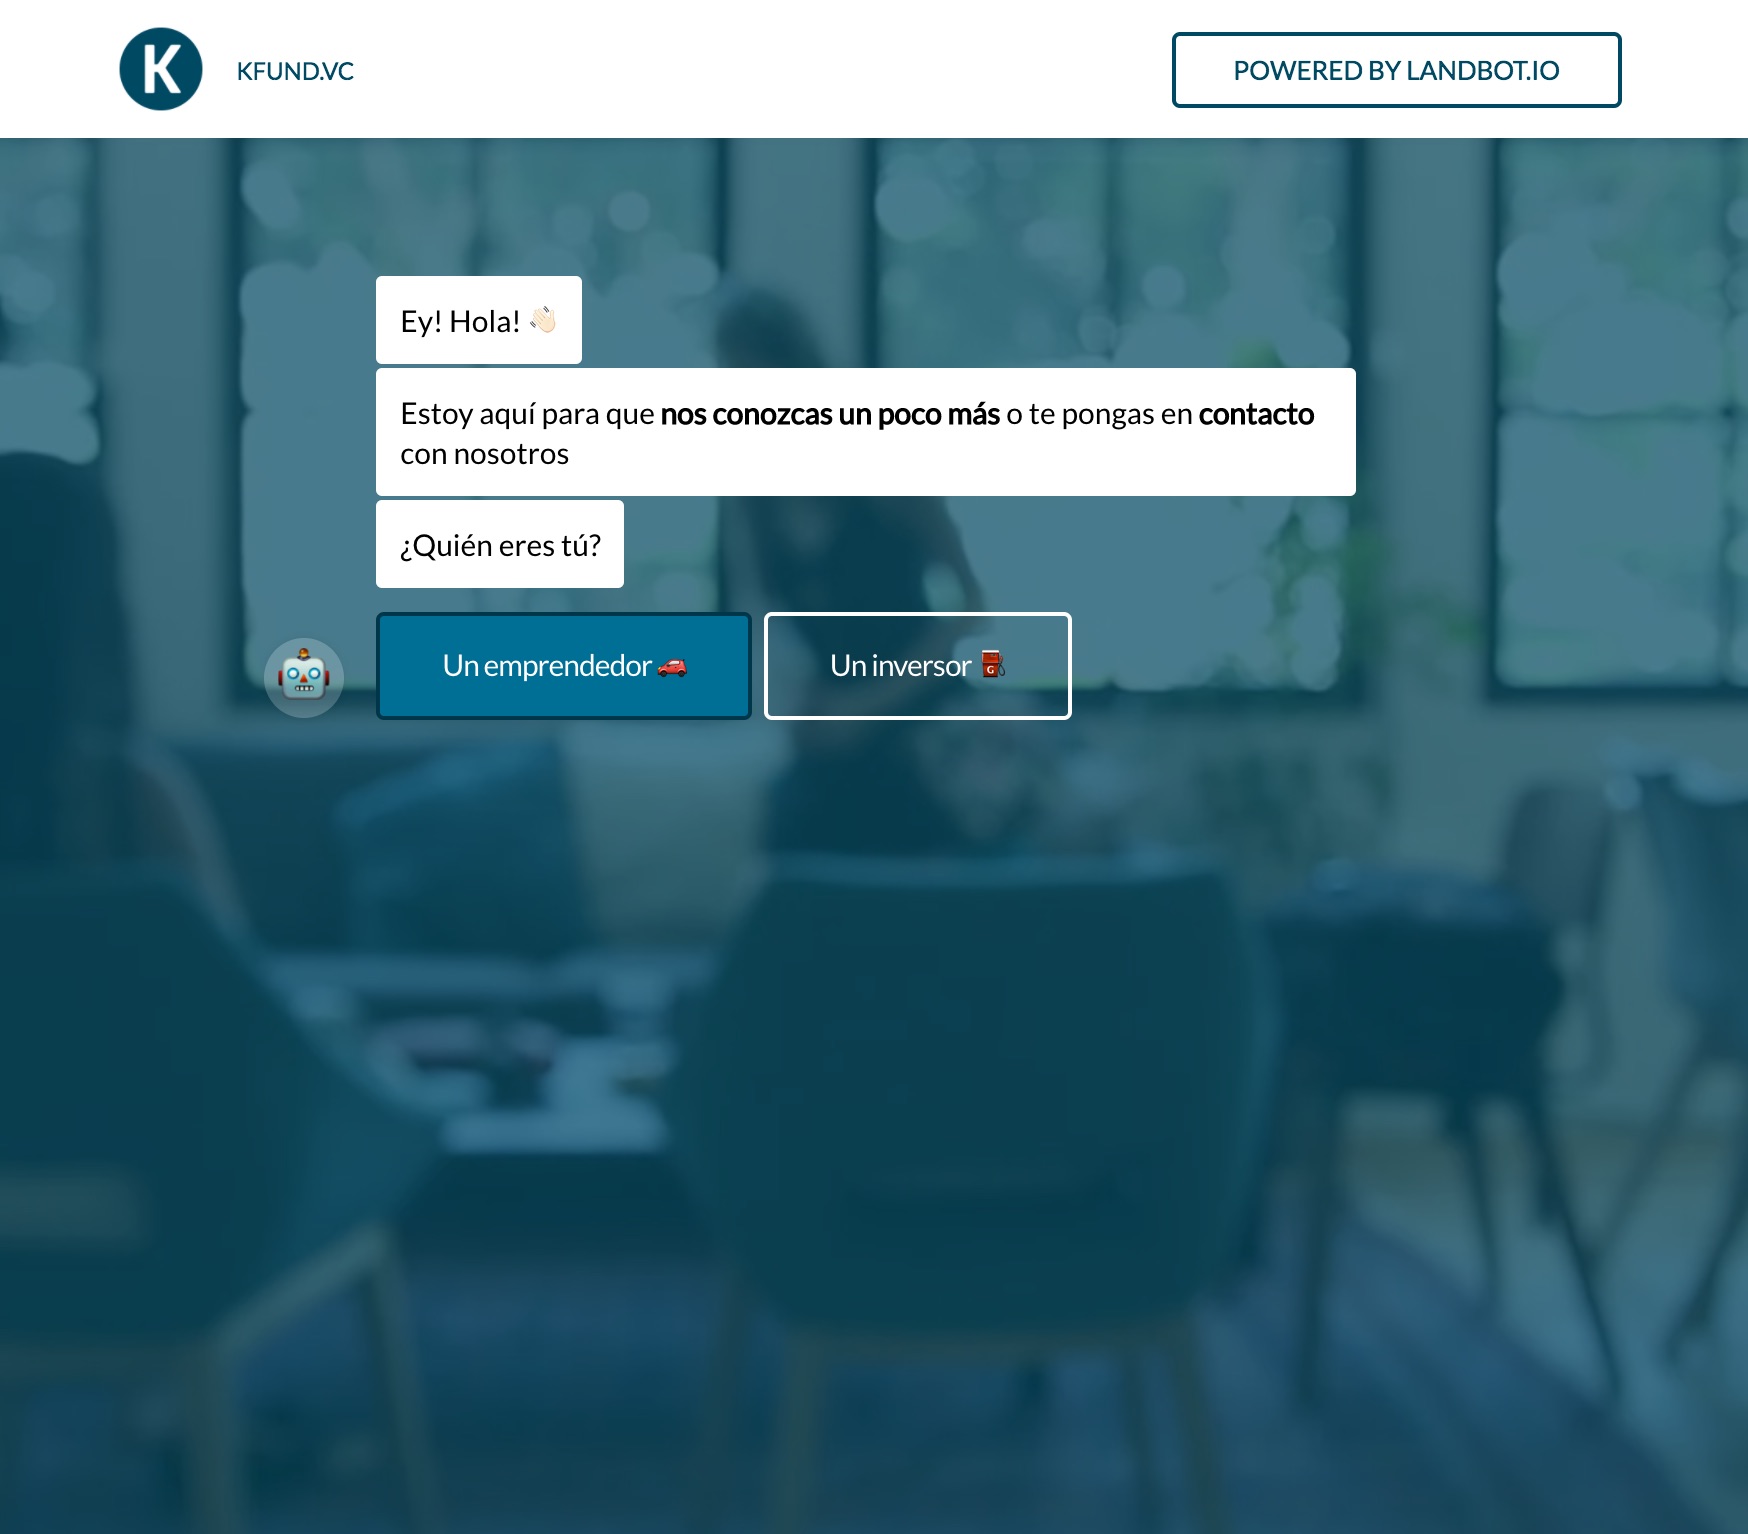 K
KFUND.VC
POWERED BY LANDBOT.IO
Ey! Hola! 👋🏻
Estoy aquí para que nos conozcas un poco más o te pongas en contacto
con nosotros
¿Quién eres tú?
Un emprendedor 🚗
Un inversor ⛽